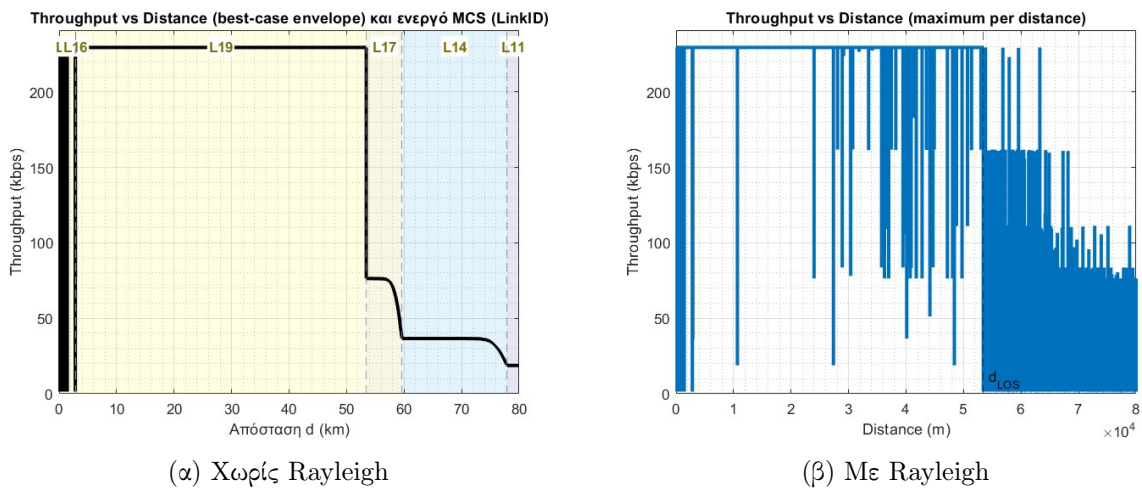 Throughput vs Distance (best-case envelope) και ενεργό MCS (LinkID)
LL16 L19 L17 L14 L11
200
150
100
50
0
Throughput (kbps)
0 10 20 30 40 50 60 70 80
Απόσταση d (km)
(α) Χωρίς Rayleigh
Throughput vs Distance (maximum per distance)
200
150
100
50
0
Throughput (kbps)
d_LOS
0 1 2 3 4 5 6 7 8
×10^4
Distance (m)
(β) Με Rayleigh